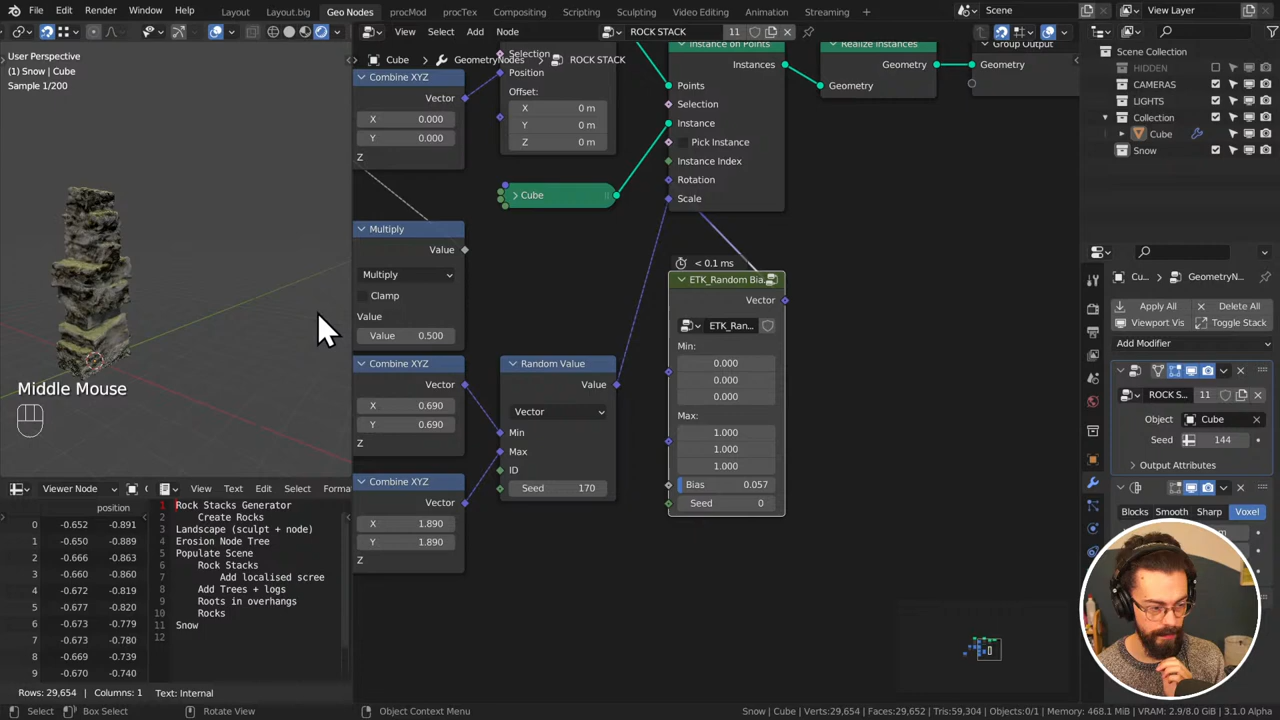 File Edit Render Window Help Layout Layout.big Geo Nodes procMod procTex Compositing Scripting Sculpting Video Editing Animation Streaming Scene View Layer
View Select Add Node ROCK STACK 11
User Perspective
(1) Snow | Cube
Sample 1/200
Cube GeometryNodes ROCK STACK
Combine XYZ
Vector
X 0.000
Y 0.000
Z
Selection
Position
Offset:
X 0 m
Y 0 m
Z 0 m
Instance on Points
Instances
Points
Selection
Instance
Pick Instance
Instance Index
Rotation
Scale
Realize Instances
Geometry
Geometry
Group Output
Geometry
Cube
Multiply
Value
Multiply
Clamp
Value
Value 0.500
Combine XYZ
Vector
X 0.690
Y 0.690
Z
Combine XYZ
Vector
X 1.890
Y 1.890
Z
Random Value
Value
Vector
Min
Max
ID
Seed 170
< 0.1 ms
ETK_Random Bia..
Vector
ETK_Ran...
Min:
0.000
0.000
0.000
Max:
1.000
1.000
1.000
Bias 0.057
Seed 0
Middle Mouse
Scene Collection
HIDDEN
CAMERAS
LIGHTS
Collection
Cube
Snow
Cu... GeometryN...
Apply All Delete All
Viewport Vis Toggle Stack
Add Modifier
ROCK S... 11
Object Cube
Seed 144
Output Attributes
Blocks Smooth Sharp Voxel
Viewer Node
position
0 -0.652 -0.891
1 -0.650 -0.889
2 -0.666 -0.863
3 -0.660 -0.860
4 -0.672 -0.819
5 -0.677 -0.820
6 -0.673 -0.779
7 -0.673 -0.780
8 -0.669 -0.739
9 -0.670 -0.740
Rows: 29,654 | Columns: 1
View Text Edit Select Forma
1 Rock Stacks Generator
2 Create Rocks
3 Landscape (sculpt + node)
4 Erosion Node Tree
5 Populate Scene
6 Rock Stacks
7 Add localised scree
8 Add Trees + logs
9 Roots in overhangs
10 Rocks
11 Snow
12
Text: Internal
Select Box Select Rotate View Object Context Menu Snow | Cube | Verts:29,654 | Faces:29,652 | Tris:59,304 | Objects:0/1 | Memory: 468.1 MiB | VRAM: 2.9/8.0 GiB | 3.1.0 Alpha